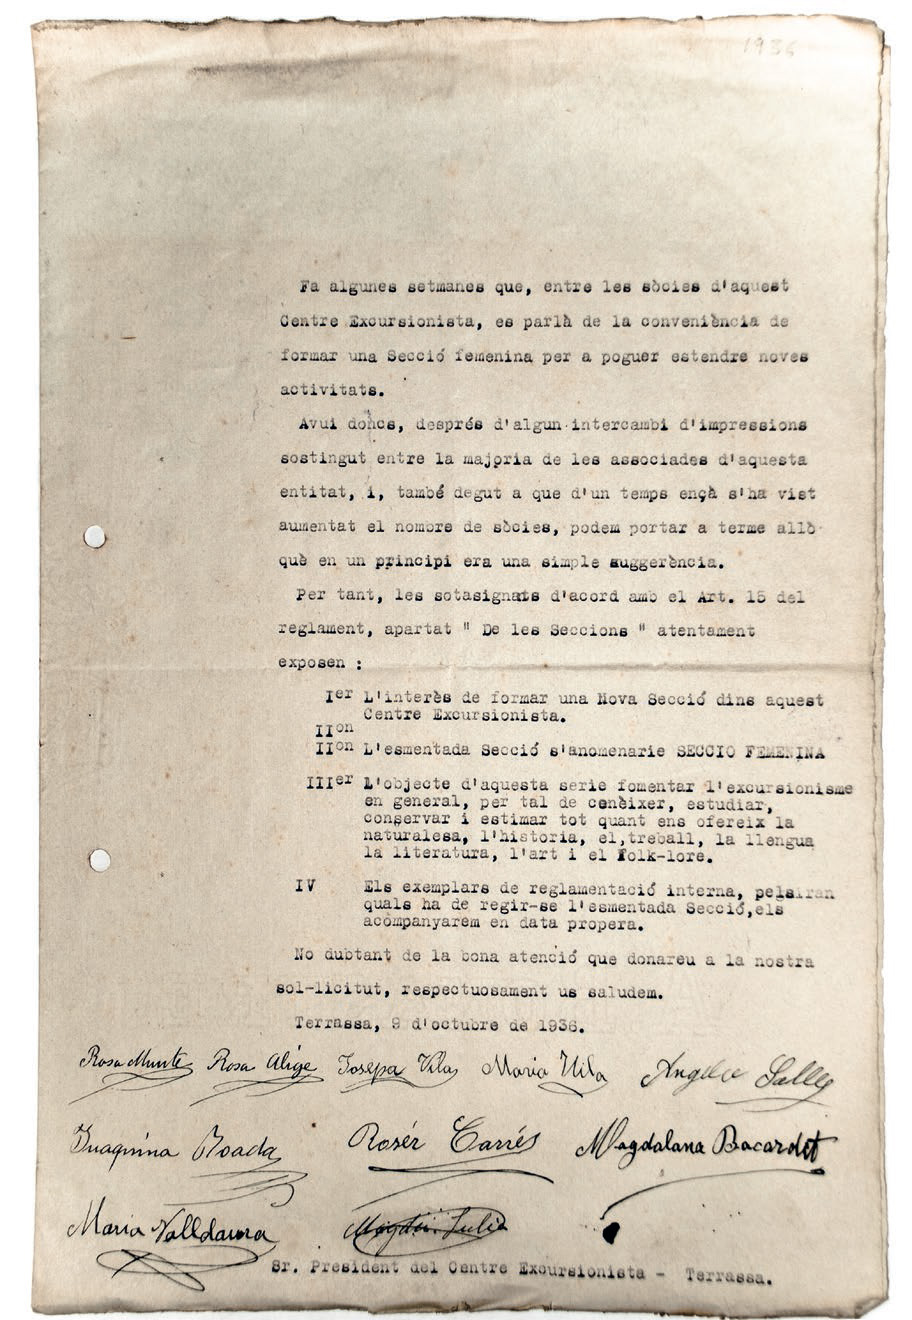 1936
Fa algunes setmanes que, entre les sòcies d'aquest
Centre Excursionista, es parlà de la conveniència de
formar una Secció femenina per a poguer estendre noves
activitats.
Avui doncs, després d'algun intercambi d'impressions
sostingut entre la majoria de les associades d'aquesta
entitat, i, també degut a que d'un temps ençà s'ha vist
aumentat el nombre de sòcies, podem portar a terme allò
què en un principi era una simple suggerència.
Per tant, les sotasignats d'acord amb el Art. 15 del
reglament, apartat " De les Seccions " atentament
exposen :
Ier L'interès de formar una Nova Secció dins aquest
Centre Excursionista.
IIon
IIon L'esmentada Secció s'anomenarie SECCIO FEMENINA
IIIer L'objecte d'aquesta serie fomentar l'excursionisme
en general, per tal de conèixer, estudiar,
conservar i estimar tot quant ens ofereix la
naturalesa, l'historia, el,treball, la llengua
la literatura, l'art i el Folk-lore.
IV Els exemplars de reglamentació interna, pels
quals ha de regir-se l'esmentada Secció,els
acompanyarem en data propera.
No dubtant de la bona atenció que donareu a la nostra
sol-licitut, respectuosament us saludem.
Terrassa, 9 d'octubre de 1936.
Rosa Munte Rosa Alige Josepa Vila Maria Vila Angela Sallés
Juaquina Roser Carrés Magdalana Bacardit
Maria Valldaura
Sr. President del Centre Excursionista - Terrassa.